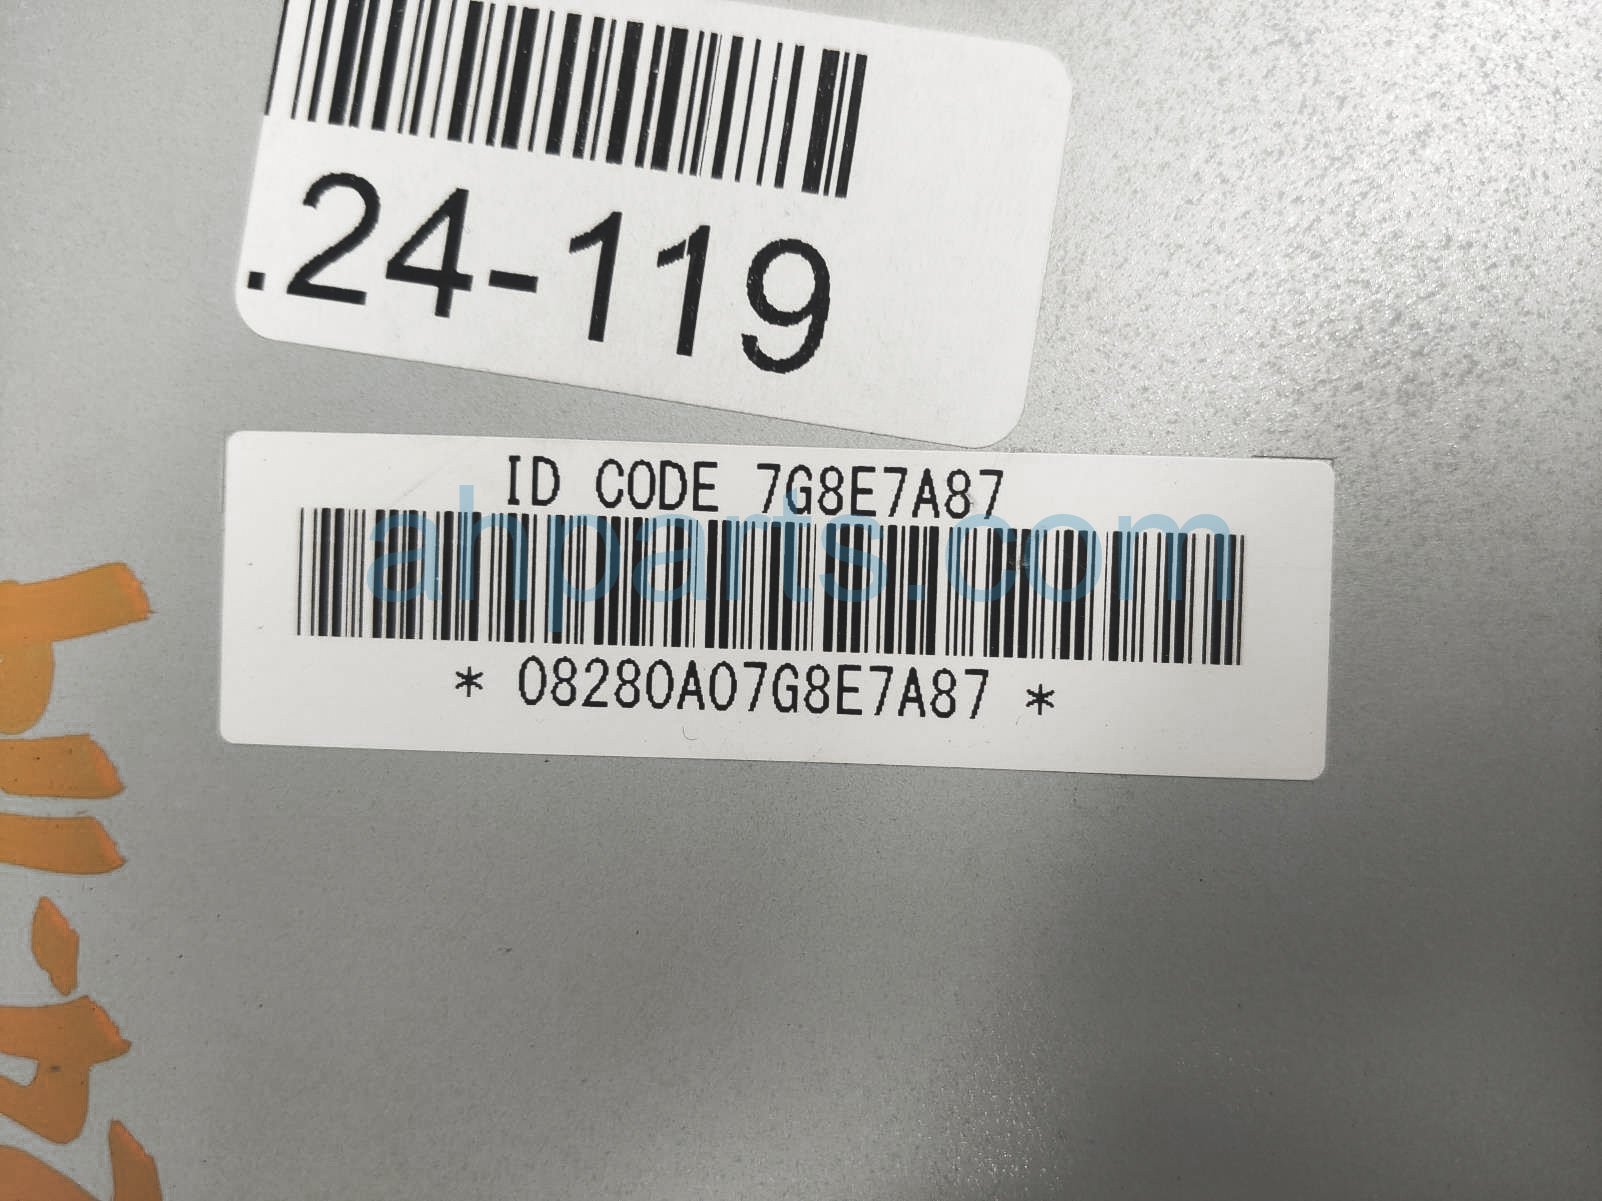 .24-119
ID CODE 7G8E7A87
ahparts.com
* 08280A07G8E7A87 *